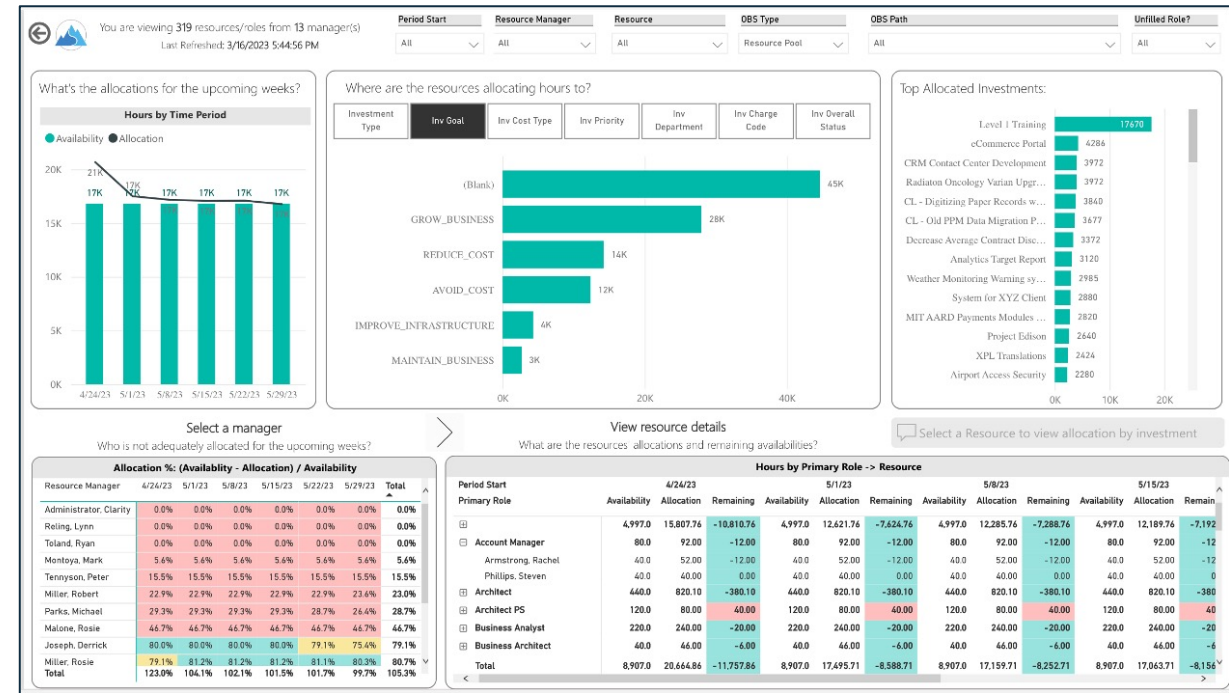 You are viewing 319 resources/roles from 13 manager(s)
Last Refreshed: 3/16/2023 5:44:56 PM
Period Start
All
Resource Manager
All
Resource
All
OBS Type
Resource Pool
OBS Path
All
Unfilled Role?
All
What's the allocations for the upcoming weeks?
Hours by Time Period
Availability Allocation
20K
15K
10K
5K
0K
21K
17K
17K 17K 17K 17K 17K 17K
4/24/23 5/1/23 5/8/23 5/15/23 5/22/23 5/29/23
Where are the resources allocating hours to?
Investment Type
Inv Goal
Inv Cost Type
Inv Priority
Inv Department
Inv Charge Code
Inv Overall Status
(Blank) 45K
GROW_BUSINESS 28K
REDUCE_COST 14K
AVOID_COST 12K
IMPROVE_INFRASTRUCTURE 4K
MAINTAIN_BUSINESS 3K
0K 20K 40K
Top Allocated Investments:
Level 1 Training 17670
eCommerce Portal 4286
CRM Contact Center Development 3972
Radiaton Oncology Varian Upgr... 3972
CL - Digitizing Paper Records w... 3840
CL - Old PPM Data Migration P... 3677
Decrease Average Contract Disc... 3372
Analytics Target Report 3120
Weather Monitoring Warning sy... 2985
System for XYZ Client 2880
MIT AARD Payments Modules ... 2820
Project Edison 2640
XPL Translations 2424
Airport Access Security 2280
0K 10K 20K
Select a manager
Who is not adequately allocated for the upcoming weeks?
View resource details
What are the resources allocations and remaining availabilities?
Select a Resource to view allocation by investment
Allocation %: (Availablity - Allocation) / Availability
Resource Manager 4/24/23 5/1/23 5/8/23 5/15/23 5/22/23 5/29/23 Total
Administrator, Clarity 0.0% 0.0% 0.0% 0.0% 0.0% 0.0% 0.0%
Reling, Lynn 0.0% 0.0% 0.0% 0.0% 0.0% 0.0% 0.0%
Toland, Ryan 0.0% 0.0% 0.0% 0.0% 0.0% 0.0% 0.0%
Montoya, Mark 5.6% 5.6% 5.6% 5.6% 5.6% 5.6% 5.6%
Tennyson, Peter 15.5% 15.5% 15.5% 15.5% 15.5% 15.5% 15.5%
Miller, Robert 22.9% 22.9% 22.9% 22.9% 22.9% 23.6% 23.0%
Parks, Michael 29.3% 29.3% 29.3% 29.3% 28.7% 26.4% 28.7%
Malone, Rosie 46.7% 46.7% 46.7% 46.7% 46.7% 46.7% 46.7%
Joseph, Derrick 80.0% 80.0% 80.0% 80.0% 79.1% 75.4% 79.1%
Miller, Rosie 79.1% 81.2% 81.2% 81.2% 81.1% 80.3% 80.7%
Total 123.0% 104.1% 102.1% 101.5% 101.7% 99.7% 105.3%
Hours by Primary Role -> Resource
Period Start 4/24/23 5/1/23 5/8/23 5/15/23
Primary Role Availability Allocation Remaining Availability Allocation Remaining Availability Allocation Remaining Availability Allocation Remain
4,997.0 15,807.76 -10,810.76 4,997.0 12,621.76 -7,624.76 4,997.0 12,285.76 -7,288.76 4,997.0 12,189.76 -7,192
Account Manager 80.0 92.00 -12.00 80.0 92.00 -12.00 80.0 92.00 -12.00 80.0 92.00 -12
Armstrong, Rachel 40.0 52.00 -12.00 40.0 52.00 -12.00 40.0 52.00 -12.00 40.0 52.00 -12
Phillips, Steven 40.0 40.00 0.00 40.0 40.00 0.00 40.0 40.00 0.00 40.0 40.00 0
Architect 440.0 820.10 -380.10 440.0 820.10 -380.10 440.0 820.10 -380.10 440.0 820.10 -380
Architect PS 120.0 80.00 40.00 120.0 80.00 40.00 120.0 80.00 40.00 120.0 80.00 40
Business Analyst 220.0 240.00 -20.00 220.0 240.00 -20.00 220.0 240.00 -20.00 220.0 240.00 -20
Business Architect 40.0 46.00 -6.00 40.0 46.00 -6.00 40.0 46.00 -6.00 40.0 46.00 -6
Total 8,907.0 20,664.86 -11,757.86 8,907.0 17,495.71 -8,588.71 8,907.0 17,159.71 -8,252.71 8,907.0 17,063.71 -8,156